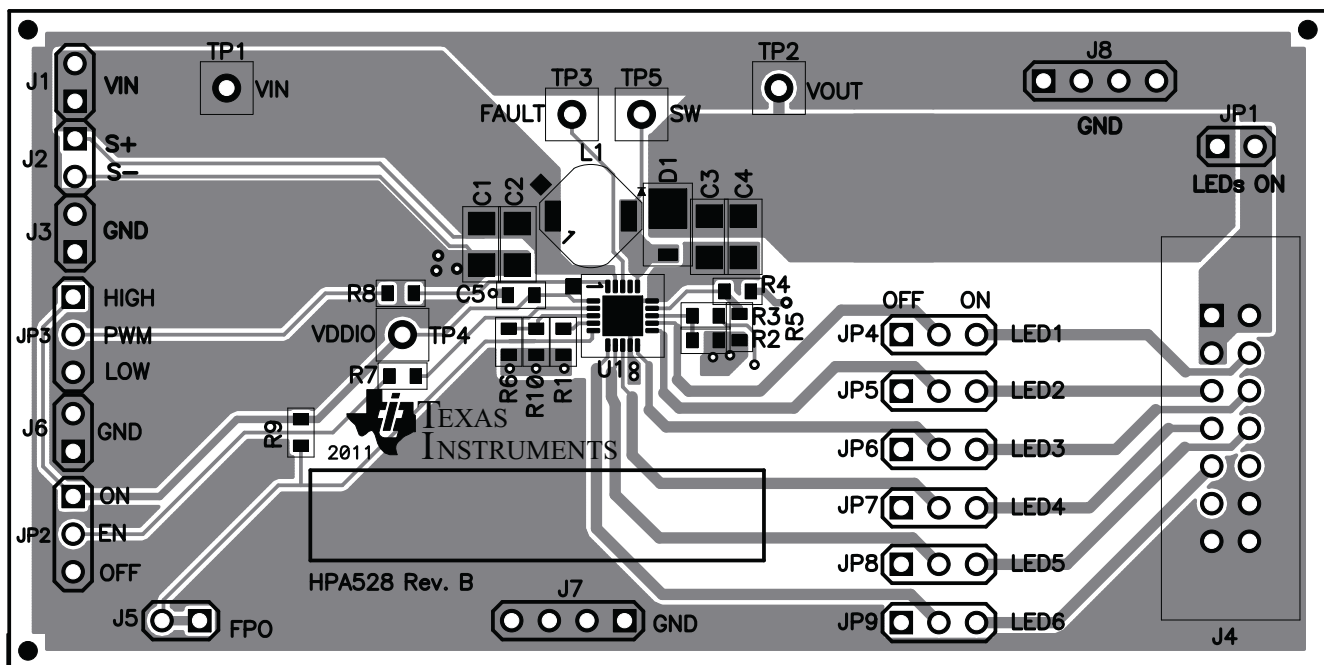 TP1
VIN
TP3
FAULT
TP5
SW
TP2
VOUT
J8
GND
JP1
LEDs ON
J1
VIN
J2
S+
S-
J3
GND
C1
C2
L1
1
D1
C3
C4
JP3
HIGH
PWM
LOW
R8
C5
1
R4
R3
R2
R5
VDDIO
TP4
R7
U1
R6
R10
R1
J6
GND
R9
2011
TEXAS
INSTRUMENTS
OFF ON
JP4 LED1
JP5 LED2
JP6 LED3
JP7 LED4
JP8 LED5
JP9 LED6
J4
JP2
ON
EN
OFF
HPA528 Rev. B
J5
FPO
J7
GND